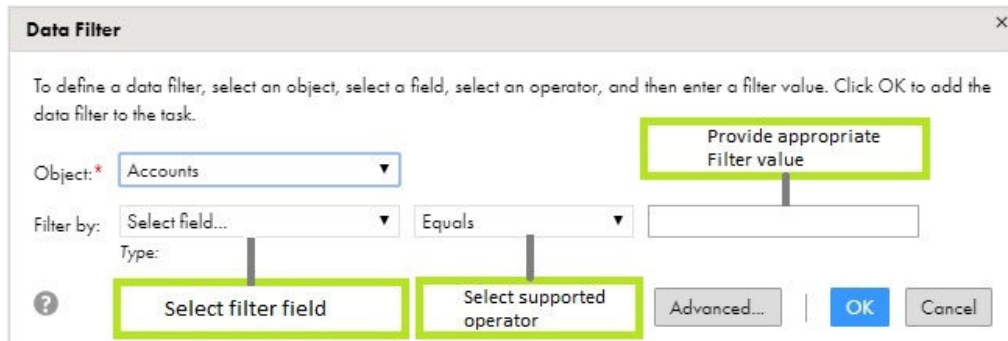 Data Filter
×
To define a data filter, select an object, select a field, select an operator, and then enter a filter value. Click OK to add the
data filter to the task.
Provide appropriate
Filter value
Object:* Accounts
Filter by: Select field... Equals
Type:
Select filter field
Select supported
operator
? Advanced... | OK Cancel